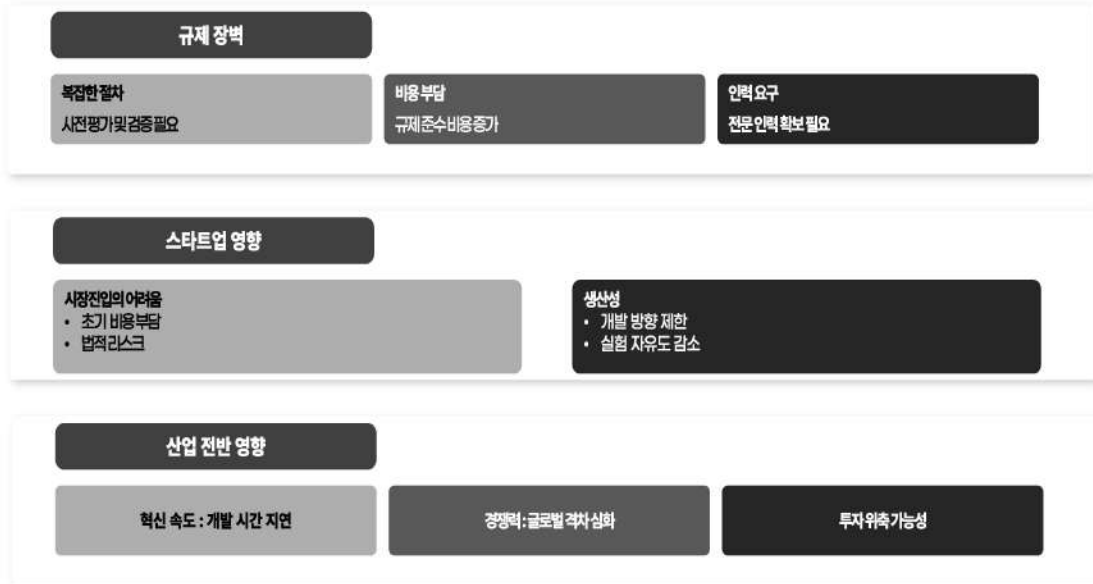 규제 장벽
복잡한 절차
사전 평가 및 검증 필요
비용 부담
규제 준수 비용 증가
인력 요구
전문 인력 확보 필요
스타트업 영향
시장진입의 어려움
• 초기 비용 부담
• 법적 리스크
생산성
• 개발 방향 제한
• 실험 자유도 감소
산업 전반 영향
혁신 속도 : 개발 시간 지연
경쟁력 : 글로벌 격차 심화
투자 위축 가능성